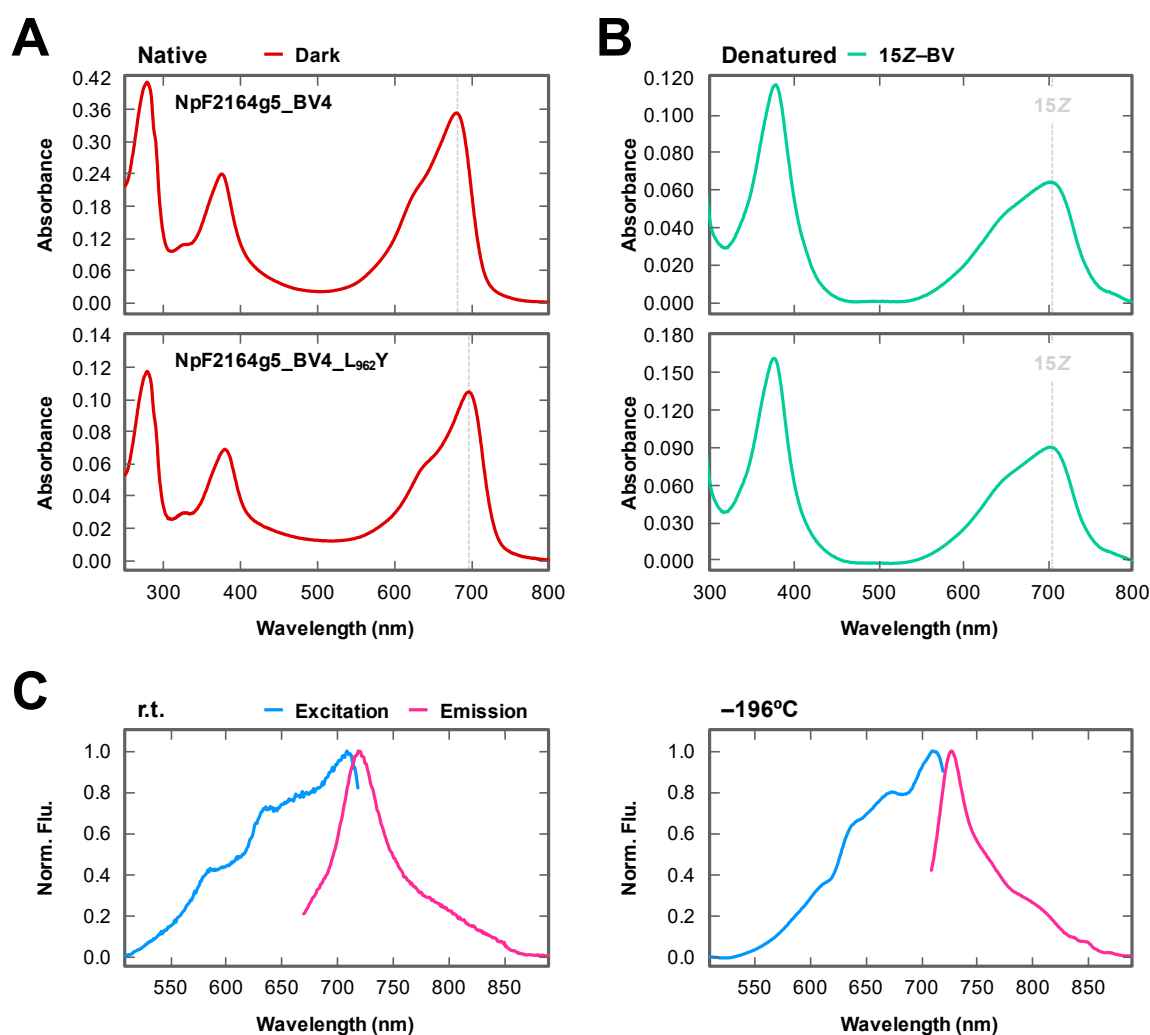 A
Native
Dark
NpF2164g5_BV4
Absorbance
0.42
0.36
0.30
0.24
0.18
0.12
0.06
0.00
NpF2164g5_BV4_L962Y
Absorbance
0.14
0.12
0.10
0.08
0.06
0.04
0.02
0.00
300 400 500 600 700 800
Wavelength (nm)
B
Denatured
15Z–BV
15Z
Absorbance
0.120
0.100
0.080
0.060
0.040
0.020
0.000
15Z
Absorbance
0.180
0.150
0.120
0.090
0.060
0.030
0.000
300 400 500 600 700 800
Wavelength (nm)
C
r.t.
Excitation
Emission
Norm. Flu.
1.0
0.8
0.6
0.4
0.2
0.0
550 600 650 700 750 800 850
Wavelength (nm)
–196ºC
Norm. Flu.
1.0
0.8
0.6
0.4
0.2
0.0
550 600 650 700 750 800 850
Wavelength (nm)